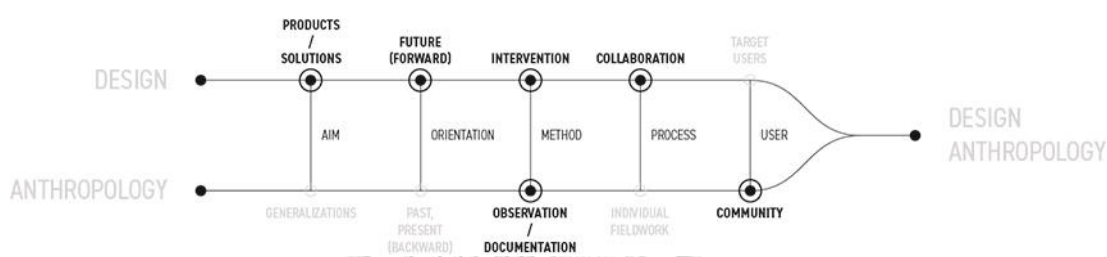 PRODUCTS
/
SOLUTIONS
FUTURE
(FORWARD)
INTERVENTION
COLLABORATION
TARGET
USERS
DESIGN
AIM
ORIENTATION
METHOD
PROCESS
USER
DESIGN
ANTHROPOLOGY
ANTHROPOLOGY
GENERALIZATIONS
PAST,
PRESENT
(BACKWARD)
OBSERVATION
/
DOCUMENTATION
INDIVIDUAL
FIELDWORK
COMMUNITY